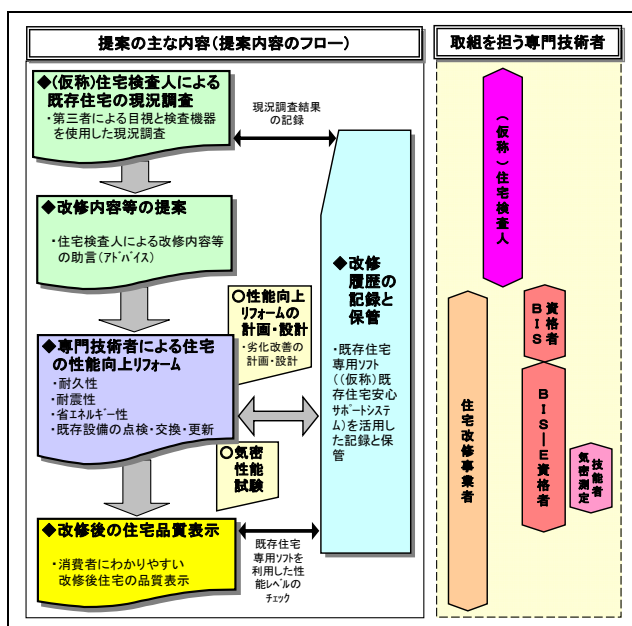 提案の主な内容(提案内容のフロー)
◆(仮称)住宅検査人による
既存住宅の現況調査
・第三者による目視と検査機器
を使用した現況調査
現況調査結果
の記録
◆改修内容等の提案
・住宅検査人による改修内容等
の助言(アドバイス)
○性能向上
リフォームの
計画・設計
・劣化改善の
計画・設計
◆専門技術者による住宅
の性能向上リフォーム
・耐久性
・耐震性
・省エネルギー性
・既存設備の点検・交換・更新
○気密
性能
試験
◆改修後の住宅品質表示
・消費者にわかりやすい
改修後住宅の品質表示
既存住宅
専用ソフトを
利用した性
能レベルの
チェック
◆改修
履歴の
記録と
保管
・既存住宅
専用ソフト
((仮称)既
存住宅安心
サポートシステ
ム)を活用し
た記録と保
管
取組を担う専門技術者
(仮称)住宅検査人
住宅改修事業者
BIS
資格者
BIS―E資格者
気密測定
技能者